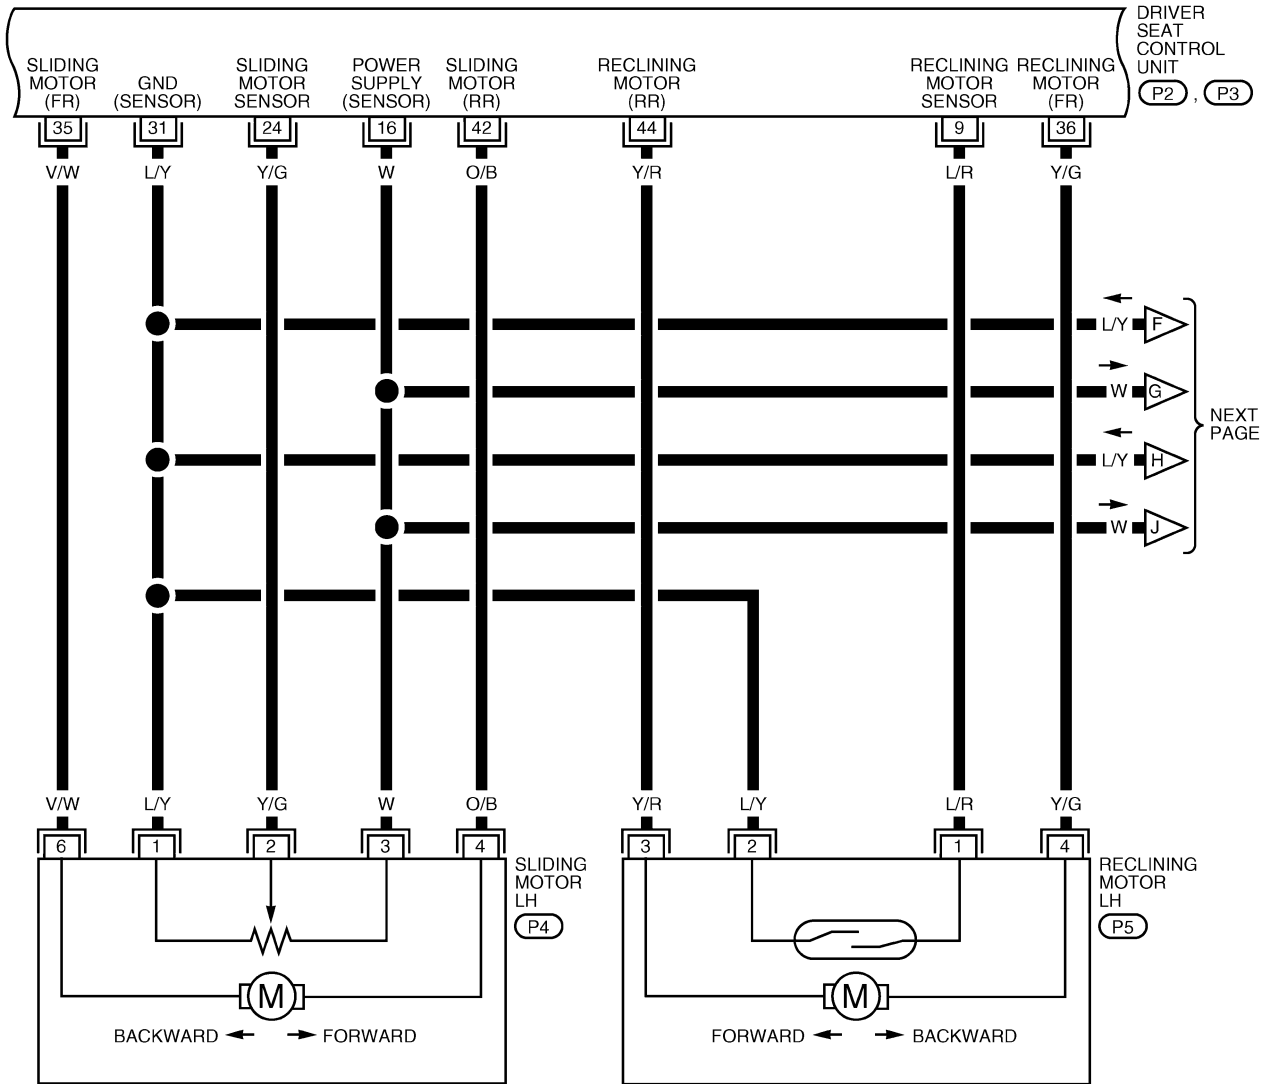 DRIVER
SEAT
CONTROL
UNIT
P2 , P3
SLIDING
MOTOR
(FR)
GND
(SENSOR)
SLIDING
MOTOR
SENSOR
POWER
SUPPLY
(SENSOR)
SLIDING
MOTOR
(RR)
RECLINING
MOTOR
(RR)
RECLINING
MOTOR
SENSOR
RECLINING
MOTOR
(FR)
35 31 24 16 42 44 9 36
V/W L/Y Y/G W O/B Y/R L/R Y/G
L/Y F
W G
L/Y H
W J
NEXT
PAGE
V/W L/Y Y/G W O/B Y/R L/Y L/R Y/G
6 1 2 3 4 3 2 1 4
SLIDING
MOTOR
LH
P4
RECLINING
MOTOR
LH
P5
M
BACKWARD FORWARD
M
FORWARD BACKWARD